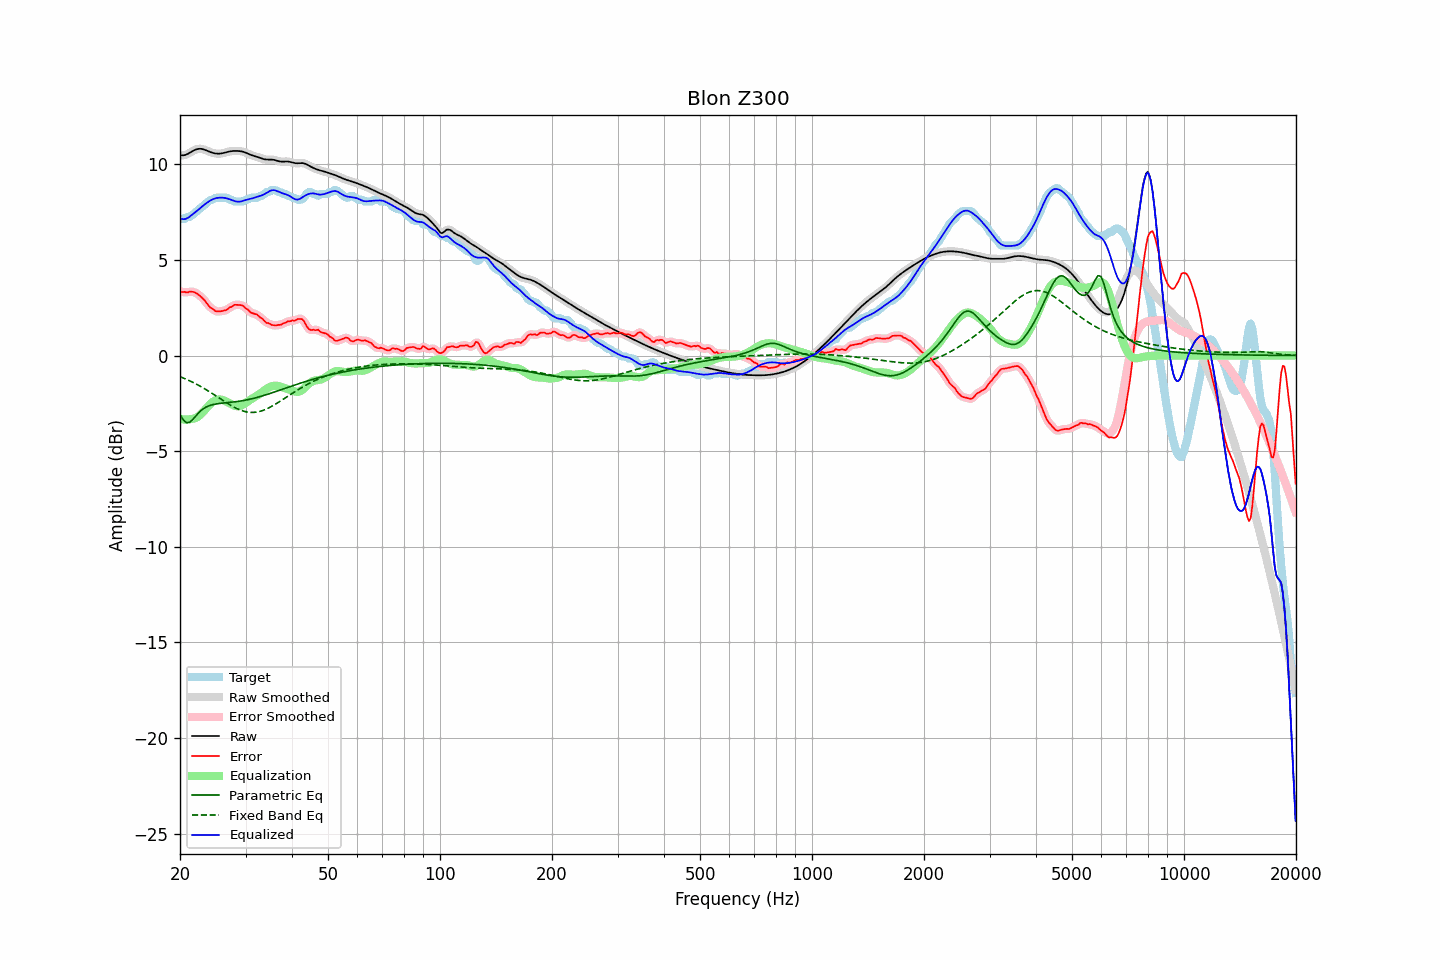 Blon Z300
Amplitude (dBr)
10
5
0
−5
−10
−15
−20
−25
Target
Raw Smoothed
Error Smoothed
Raw
Error
Equalization
Parametric Eq
Fixed Band Eq
Equalized
20 50 100 200 500 1000 2000 5000 10000 20000
Frequency (Hz)